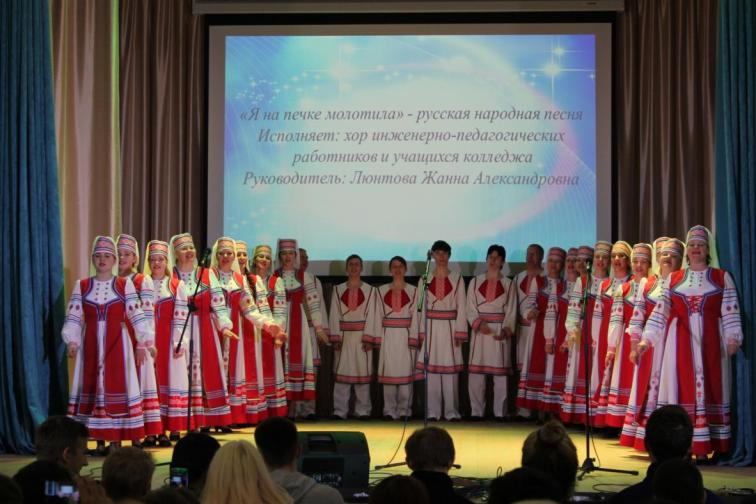 «Я на печке молотила» - русская народная песня
Исполняет: хор инженерно-педагогических
работников и учащихся колледжа
Руководитель: Люнтова Жанна Александровна